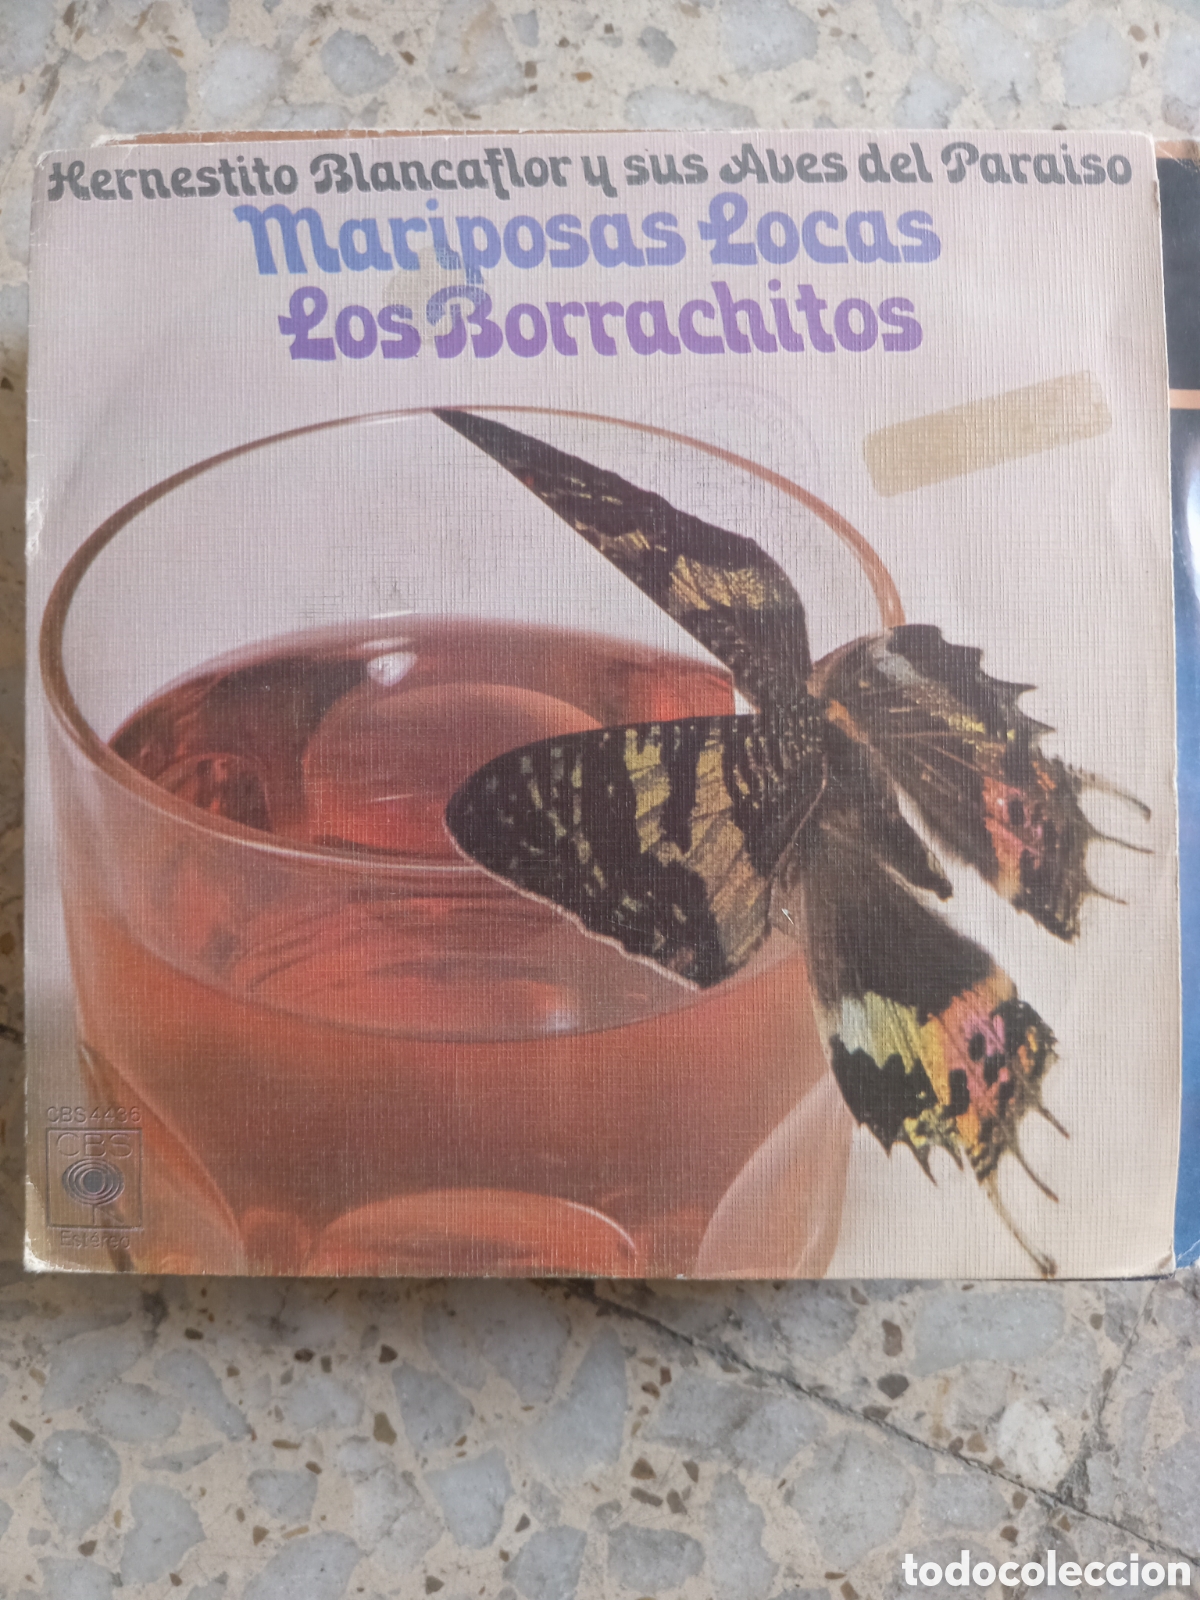 Hernestito Blancaflor y sus Aves del Paraiso
Mariposas Locas
Los Borrachitos
CBS 4436
CBS
Estéreo
todocoleccion